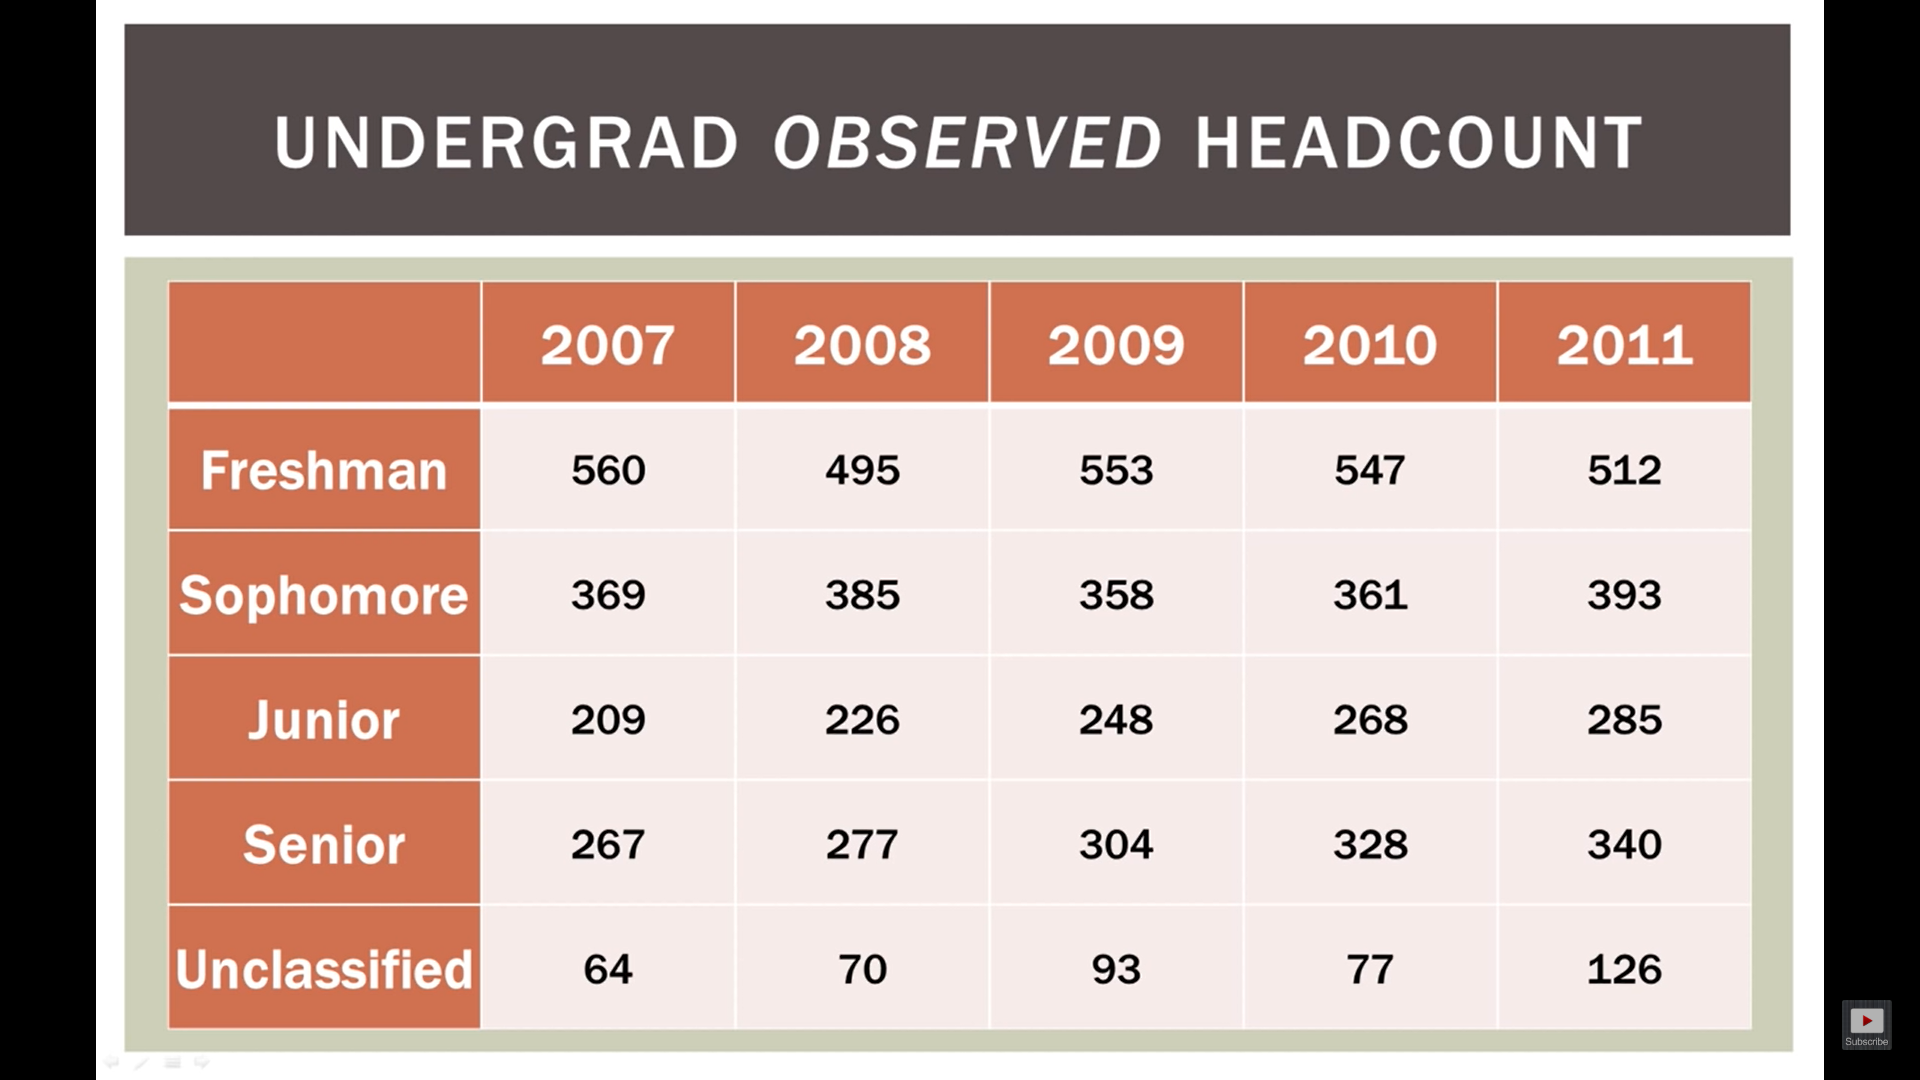 UNDERGRAD OBSERVED HEADCOUNT
2007 2008 2009 2010 2011
Freshman 560 495 553 547 512
Sophomore 369 385 358 361 393
Junior 209 226 248 268 285
Senior 267 277 304 328 340
Unclassified 64 70 93 77 126
Subscribe